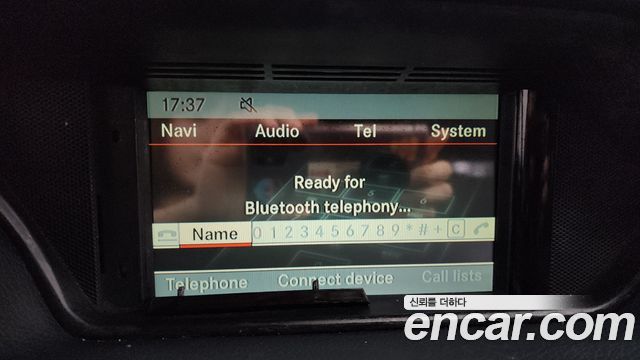 17:37
Navi Audio Tel System
Ready for
Bluetooth telephony...
Name 0 1 2 3 4 5 6 7 8 9 * # + C
Telephone Connect device Call lists
신뢰를 더하다
encar.com